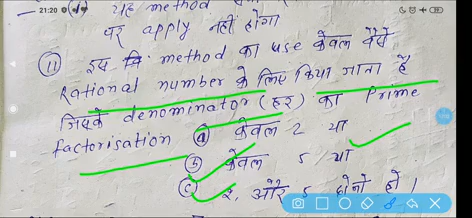 21:20
यह method
पर apply नहीं होगा
(11) इस method का use केवल वैसे
Rational number के लिए किया जाता है
जिसके denominator (हर) का Prime
factorisation (a) केवल 2 या
(b) केवल 5 या
(c) 2, और 5 दोनो हो।